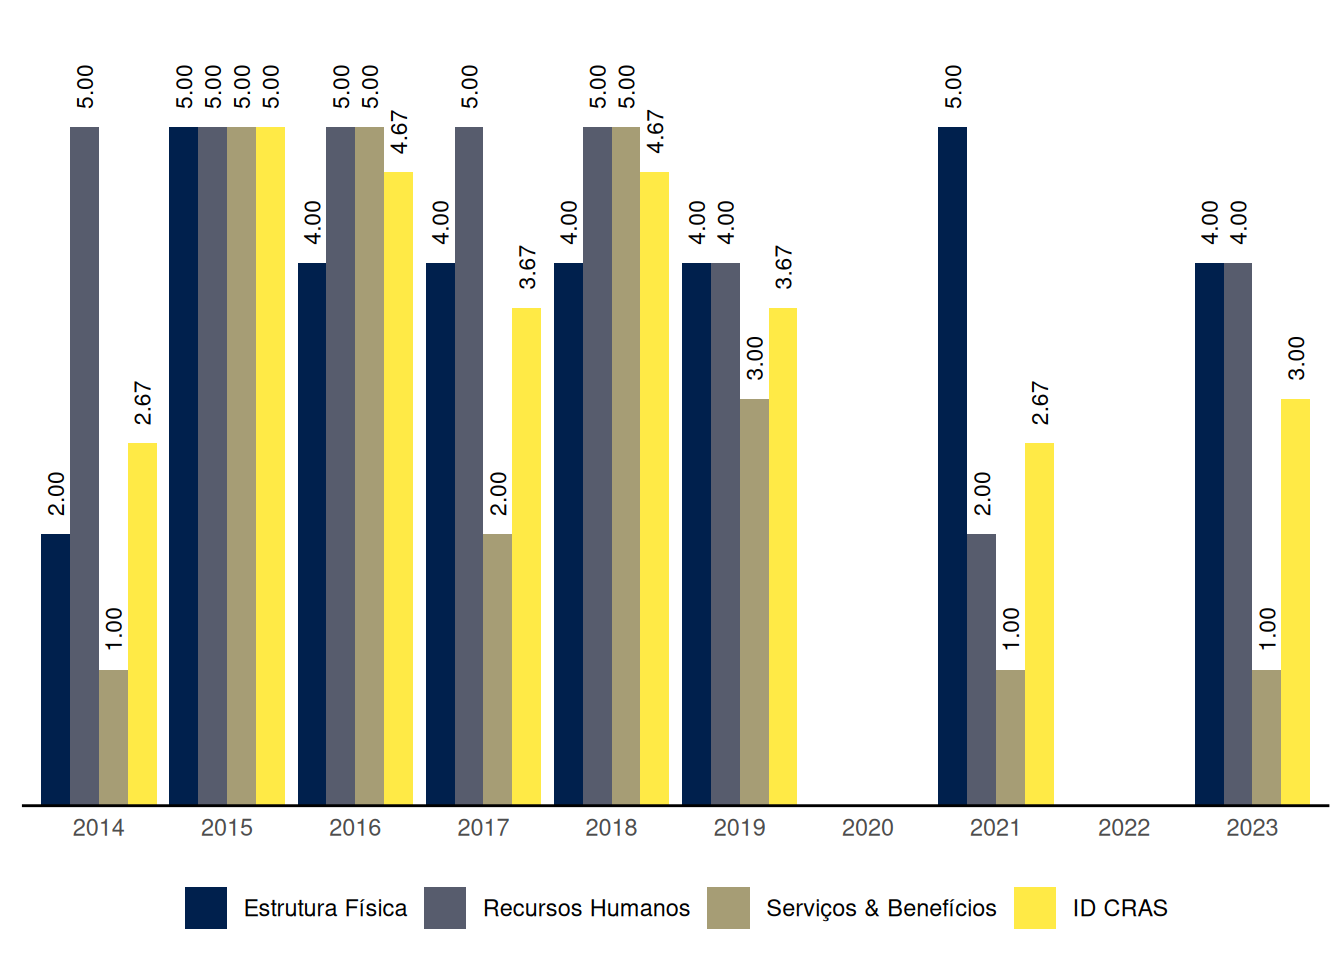 5.00 5.00 5.00 5.00 5.00 5.00 5.00 5.00 5.00 5.00 5.00
4.67 4.67
4.00 4.00 4.00 4.00 4.00 4.00 4.00
3.67 3.67
3.00 3.00
2.67 2.67
2.00 2.00 2.00
1.00 1.00 1.00
2014 2015 2016 2017 2018 2019 2020 2021 2022 2023
Estrutura Física Recursos Humanos Serviços & Benefícios ID CRAS